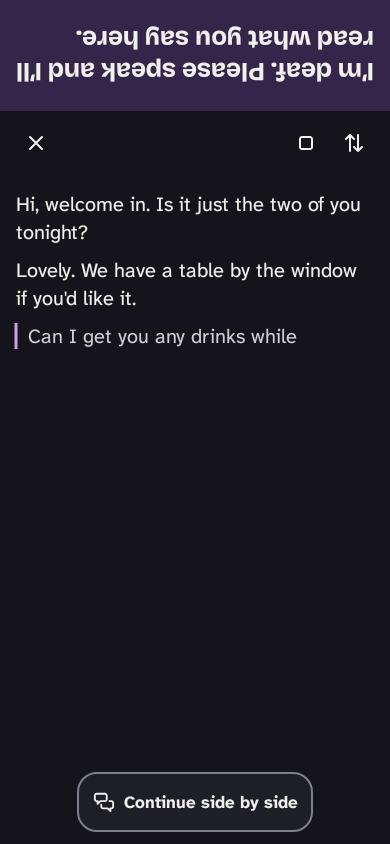 I'm deaf. Please speak and I'll
read what you say here.
Hi, welcome in. Is it just the two of you
tonight?
Lovely. We have a table by the window
if you'd like it.
Can I get you any drinks while
Continue side by side